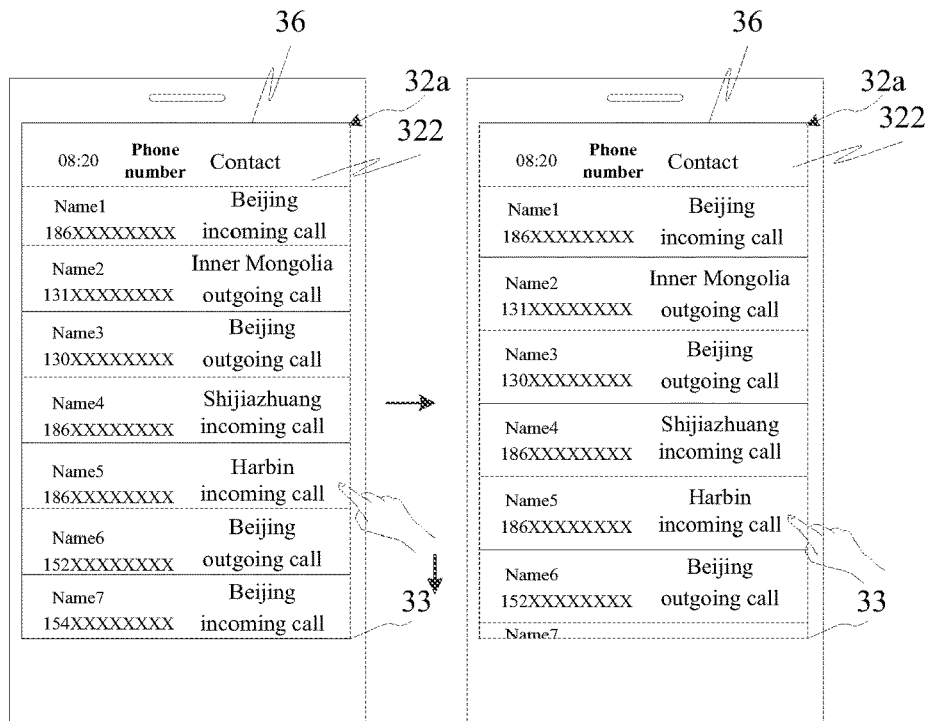 36
32a
322
08:20 Phone number Contact
Name1 Beijing
186XXXXXXXX incoming call
Name2 Inner Mongolia
131XXXXXXXX outgoing call
Name3 Beijing
130XXXXXXXX outgoing call
Name4 Shijiazhuang
186XXXXXXXX incoming call
Name5 Harbin
186XXXXXXXX incoming call
Name6 Beijing
152XXXXXXXX outgoing call
Name7 Beijing
154XXXXXXXX incoming call
33
36
32a
322
08:20 Phone number Contact
Name1 Beijing
186XXXXXXXX incoming call
Name2 Inner Mongolia
131XXXXXXXX outgoing call
Name3 Beijing
130XXXXXXXX outgoing call
Name4 Shijiazhuang
186XXXXXXXX incoming call
Name5 Harbin
186XXXXXXXX incoming call
Name6 Beijing
152XXXXXXXX outgoing call
Name7
33